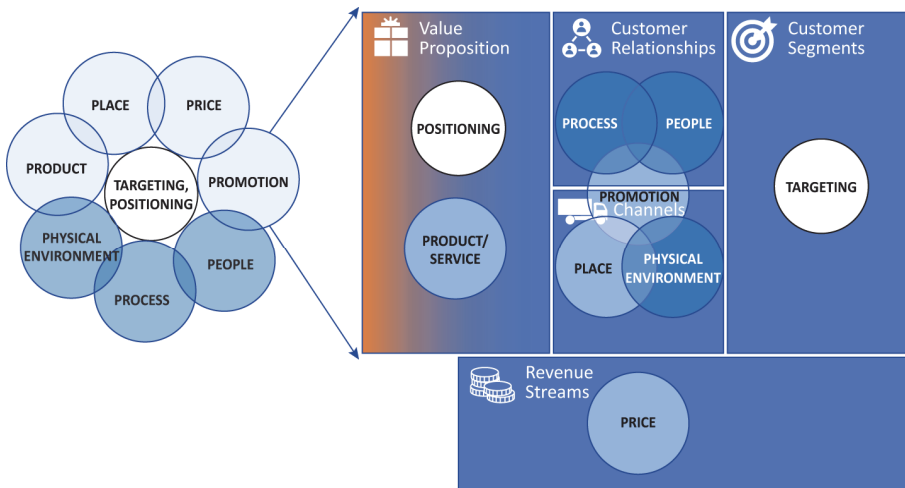 PLACE
PRICE
PRODUCT
TARGETING,
POSITIONING
PROMOTION
PHYSICAL
ENVIRONMENT
PEOPLE
PROCESS
Value
Proposition
POSITIONING
PRODUCT/
SERVICE
Customer
Relationships
PROCESS
PEOPLE
PROMOTION
Channels
PLACE
PHYSICAL
ENVIRONMENT
Customer
Segments
TARGETING
Revenue
Streams
PRICE